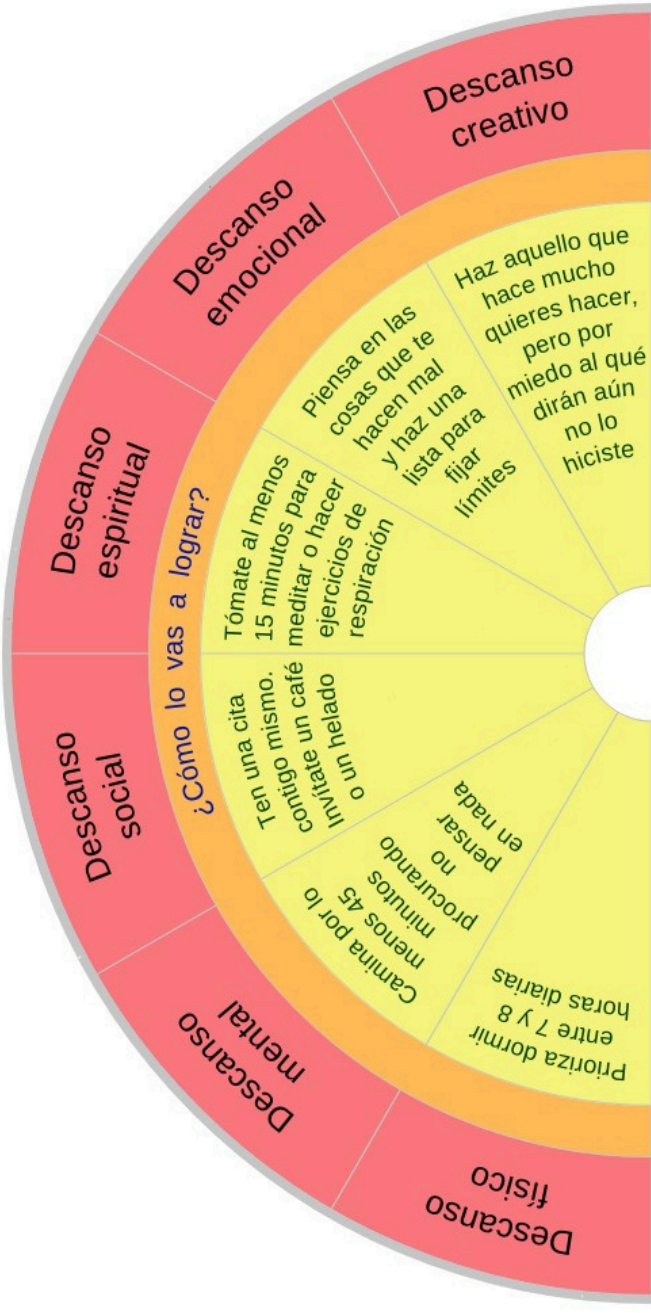 Descanso
creativo
Haz aquello que
hace mucho
quieres hacer,
pero por
miedo al qué
dirán aún
no lo
hiciste
Descanso
emocional
Piensa en las
cosas que te
hacen mal
y haz una
lista para
fijar
límites
Descanso
espiritual
Tómate al menos
15 minutos para
meditar o hacer
ejercicios de
respiración
¿Cómo lo vas a lograr?
Descanso
social
Ten una cita
contigo mismo.
Invítate un café
o un helado
Descanso
mental
Camina por lo
menos 45
minutos
procurando
no
pensar
en nada
Descanso
físico
Prioriza dormir
entre 7 y 8
horas diarias